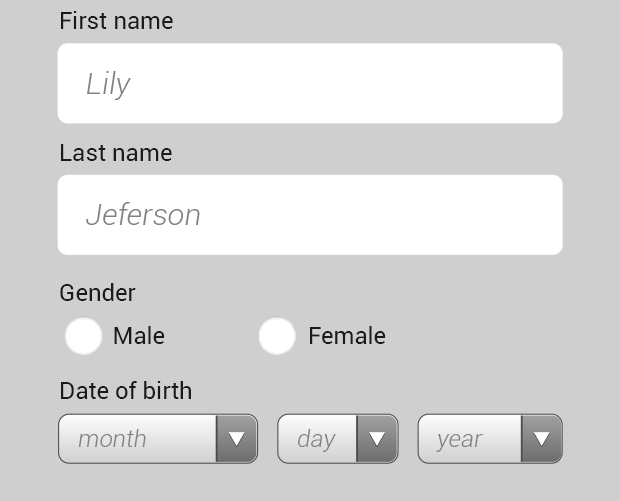 First name
Lily
Last name
Jeferson
Gender
Male Female
Date of birth
month day year